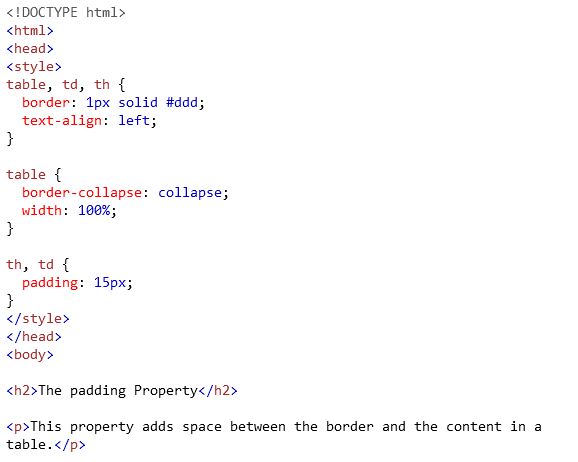 <!DOCTYPE html>
<html>
<head>
<style>
table, td, th {
  border: 1px solid #ddd;
  text-align: left;
}

table {
  border-collapse: collapse;
  width: 100%;
}

th, td {
  padding: 15px;
}
</style>
</head>
<body>

<h2>The padding Property</h2>

<p>This property adds space between the border and the content in a
table.</p>